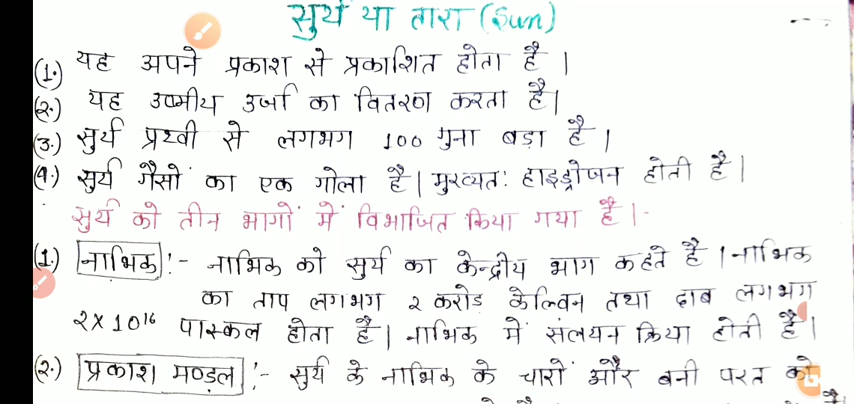 सुर्य या तारा (Sun)
(1.) यह अपने प्रकाश से प्रकाशित होता है |
(2.) यह उष्मीय उर्जा का वितरण करता है |
(3.) सुर्य प्रथ्वी से लगभग 100 गुना बड़ा है |
(4.) सुर्य गैसों का एक गोला है | मुख्यतः हाइड्रोजन होती है |
सुर्य को तीन भागों में विभाजित किया गया है |-
(1.) नाभिक :- नाभिक को सुर्य का केन्द्रीय भाग कहते है | नाभिक
का ताप लगभग 2 करोड केल्विन तथा दाब लगभग
2×10¹⁶ पास्कल होता है | नाभिक में संलयन क्रिया होती है |
(2.) प्रकाश मण्ड़ल :- सुर्य के नाभिक के चारों और बनी परत को